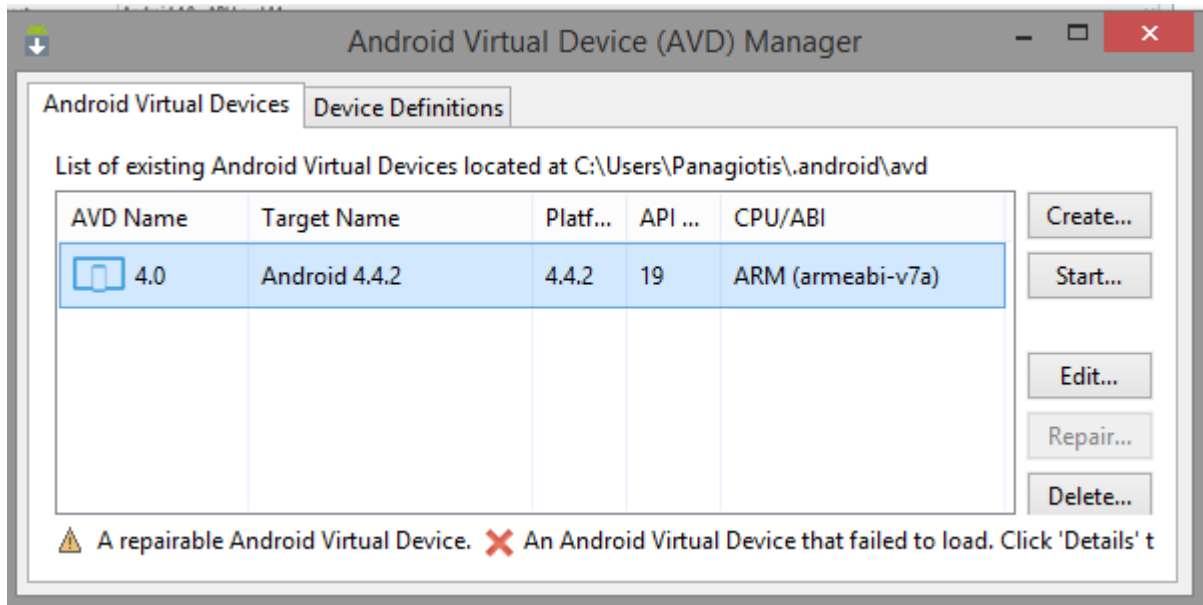 Android Virtual Device (AVD) Manager
Android Virtual Devices
Device Definitions
List of existing Android Virtual Devices located at C:\Users\Panagiotis\.android\avd
AVD Name Target Name Platf... API ... CPU/ABI
4.0 Android 4.4.2 4.4.2 19 ARM (armeabi-v7a)
Create...
Start...
Edit...
Repair...
Delete...
A repairable Android Virtual Device. An Android Virtual Device that failed to load. Click 'Details' t